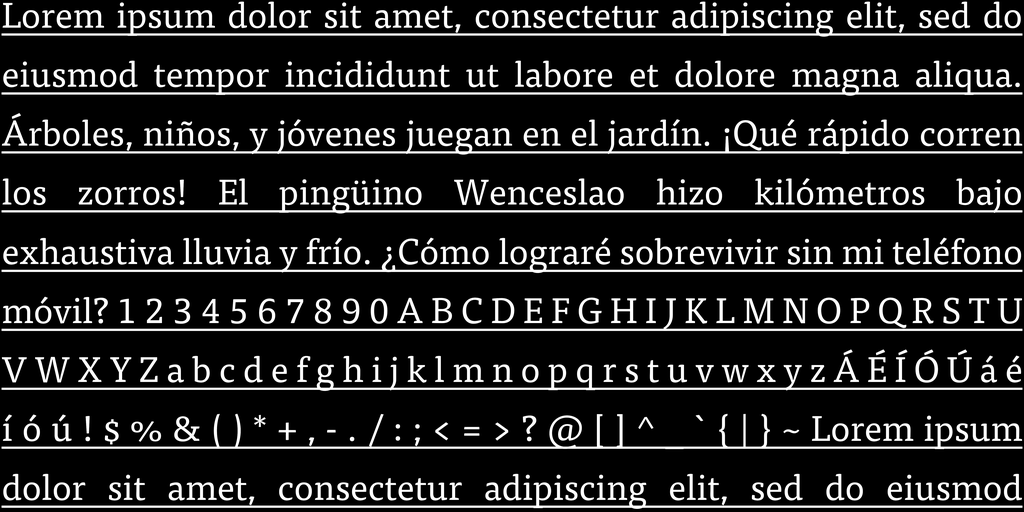 Lorem ipsum dolor sit amet, consectetur adipiscing elit, sed do
eiusmod tempor incididunt ut labore et dolore magna aliqua.
Árboles, niños, y jóvenes juegan en el jardín. ¡Qué rápido corren
los zorros! El pingüino Wenceslao hizo kilómetros bajo
exhaustiva lluvia y frío. ¿Cómo lograré sobrevivir sin mi teléfono
móvil? 1 2 3 4 5 6 7 8 9 0 A B C D E F G H I J K L M N O P Q R S T U
V W X Y Z a b c d e f g h i j k l m n o p q r s t u v w x y z Á É Í Ó Ú á é
í ó ú ! $ % & ( ) * + , - . / : ; < = > ? @ [ ] ^ _ ` { | } ~ Lorem ipsum
dolor sit amet, consectetur adipiscing elit, sed do eiusmod